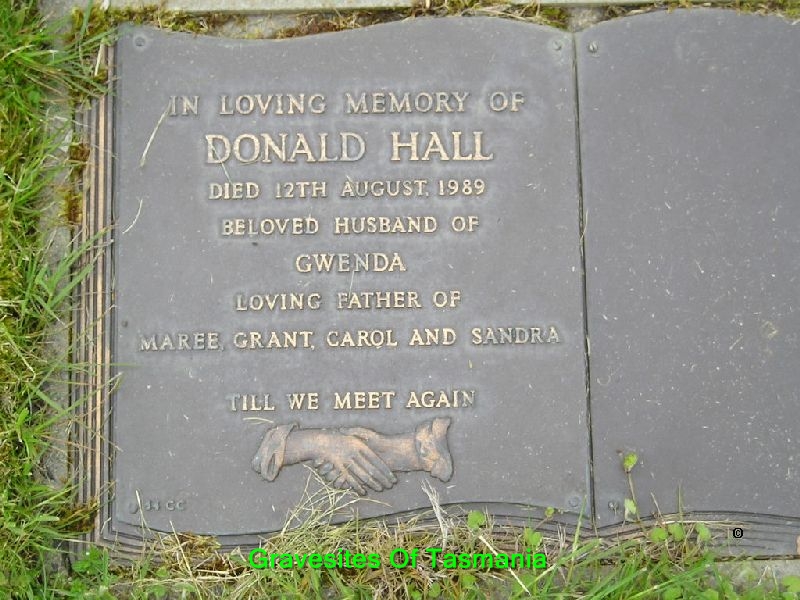 IN LOVING MEMORY OF
DONALD HALL
DIED 12TH AUGUST, 1989
BELOVED HUSBAND OF
GWENDA
LOVING FATHER OF
MAREE, GRANT, CAROL AND SANDRA
TILL WE MEET AGAIN
CC
©
Gravesites Of Tasmania